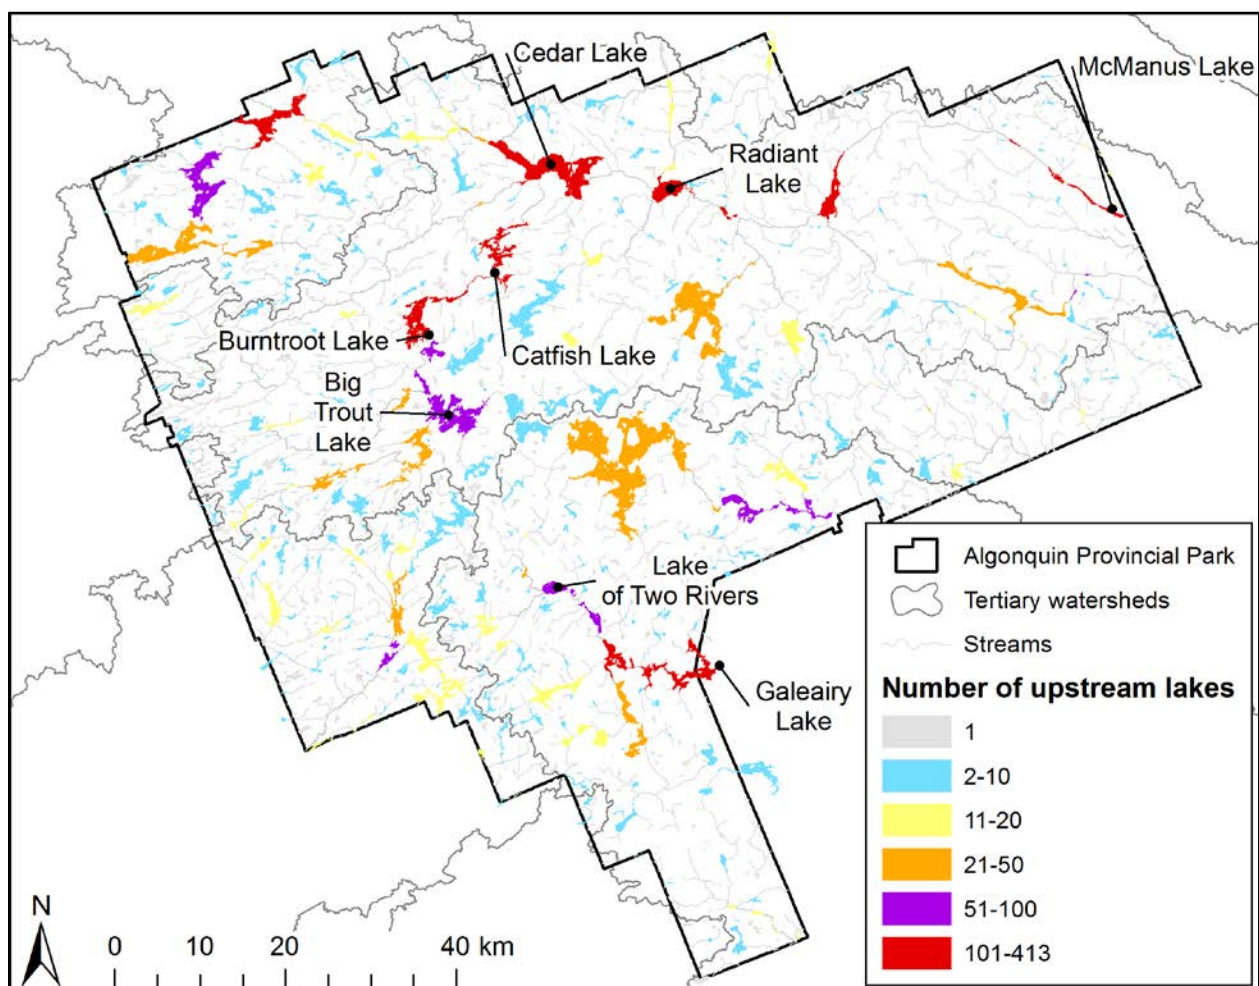 Cedar Lake
McManus Lake
Radiant
Lake
Burntroot Lake
Catfish Lake
Big
Trout
Lake
Lake
of Two Rivers
Galeairy
Lake
Algonquin Provincial Park
Tertiary watersheds
Streams
Number of upstream lakes
1
2-10
11-20
21-50
51-100
101-413
N
0 10 20 40 km